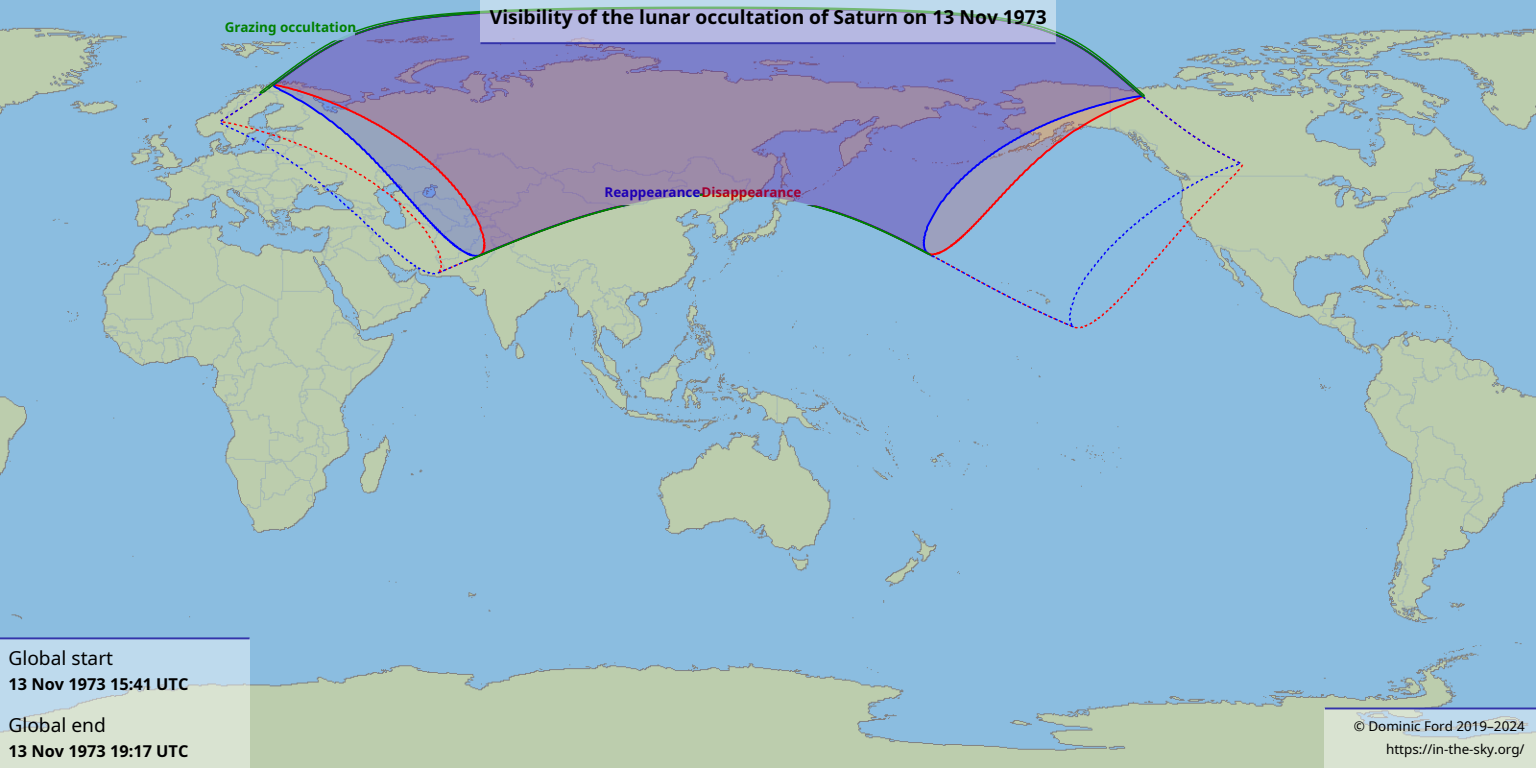 Visibility of the lunar occultation of Saturn on 13 Nov 1973
Grazing occultation
ReappearanceDisappearance
Global start
13 Nov 1973 15:41 UTC
Global end
13 Nov 1973 19:17 UTC
© Dominic Ford 2019–2024
https://in-the-sky.org/